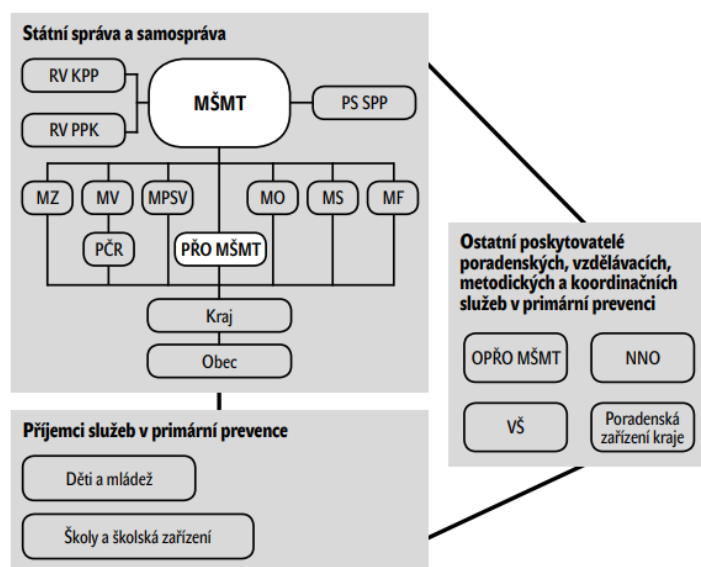 Státní správa a samospráva
RV KPP
MŠMT
PS SPP
RV PPK
MZ
MV
MPSV
MO
MS
MF
PČR
PŘO MŠMT
Kraj
Obec
Ostatní poskytovatelé
poradenských, vzdělávacích,
metodických a koordinačních
služeb v primární prevenci
OPŘO MŠMT
NNO
VŠ
Poradenská
zařízení kraje
Příjemci služeb v primární prevence
Děti a mládež
Školy a školská zařízení